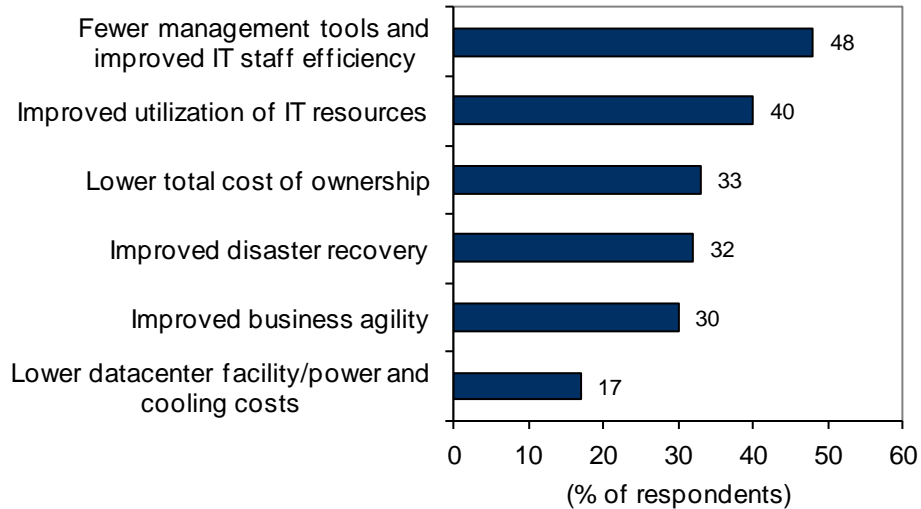 Fewer management tools and
improved IT staff efficiency
48
Improved utilization of IT resources
40
Lower total cost of ownership
33
Improved disaster recovery
32
Improved business agility
30
Lower datacenter facility/power and
cooling costs
17
0 10 20 30 40 50 60
(% of respondents)